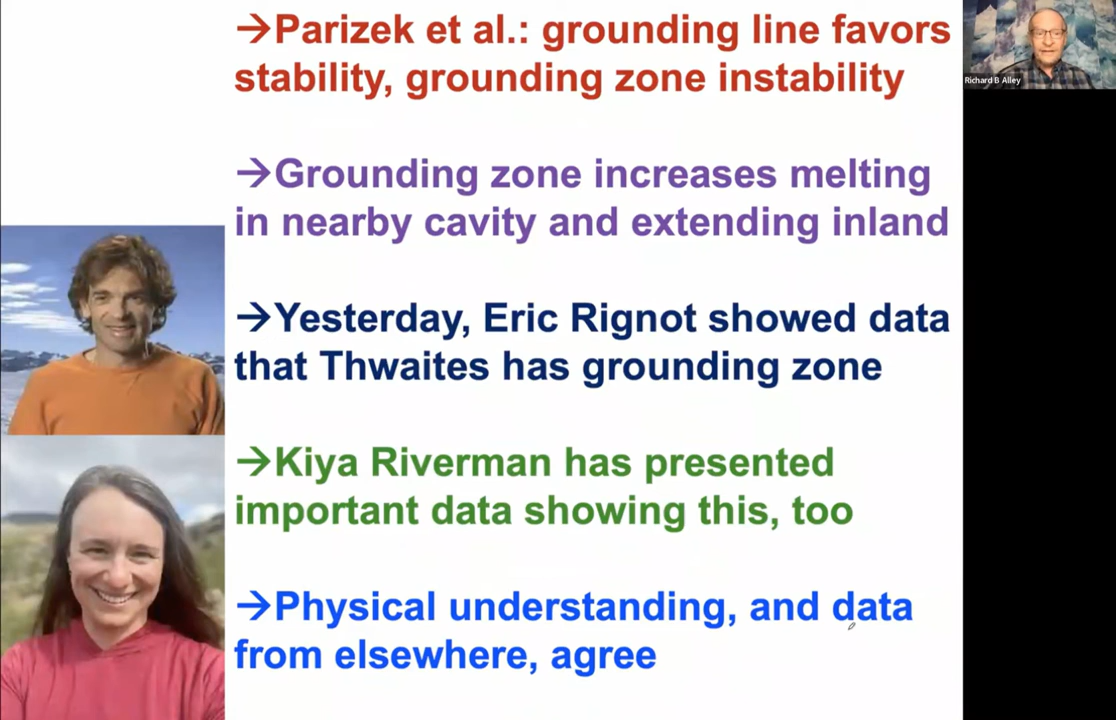 →Parizek et al.: grounding line favors
stability, grounding zone instability
Richard B Alley
→Grounding zone increases melting
in nearby cavity and extending inland
→Yesterday, Eric Rignot showed data
that Thwaites has grounding zone
→Kiya Riverman has presented
important data showing this, too
→Physical understanding, and data
from elsewhere, agree